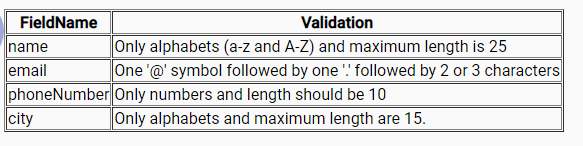 FieldName Validation
name Only alphabets (a-z and A-Z) and maximum length is 25
email One '@' symbol followed by one '.' followed by 2 or 3 characters
phoneNumber Only numbers and length should be 10
city Only alphabets and maximum length are 15.